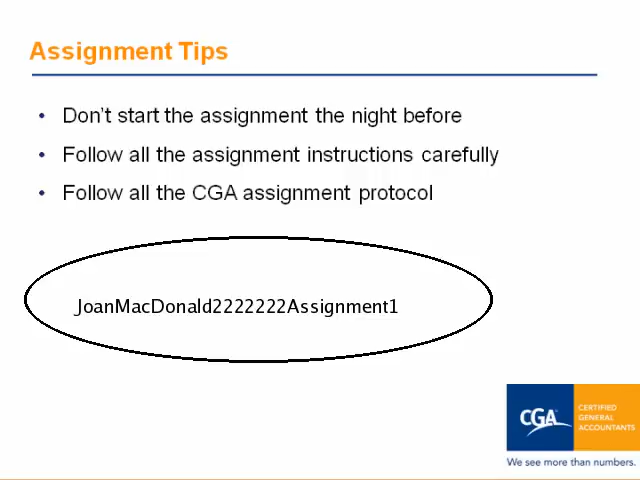 Assignment Tips
• Don't start the assignment the night before
• Follow all the assignment instructions carefully
• Follow all the CGA assignment protocol
JoanMacDonald2222222Assignment1
CGA™
CERTIFIED
GENERAL
ACCOUNTANTS
We see more than numbers.